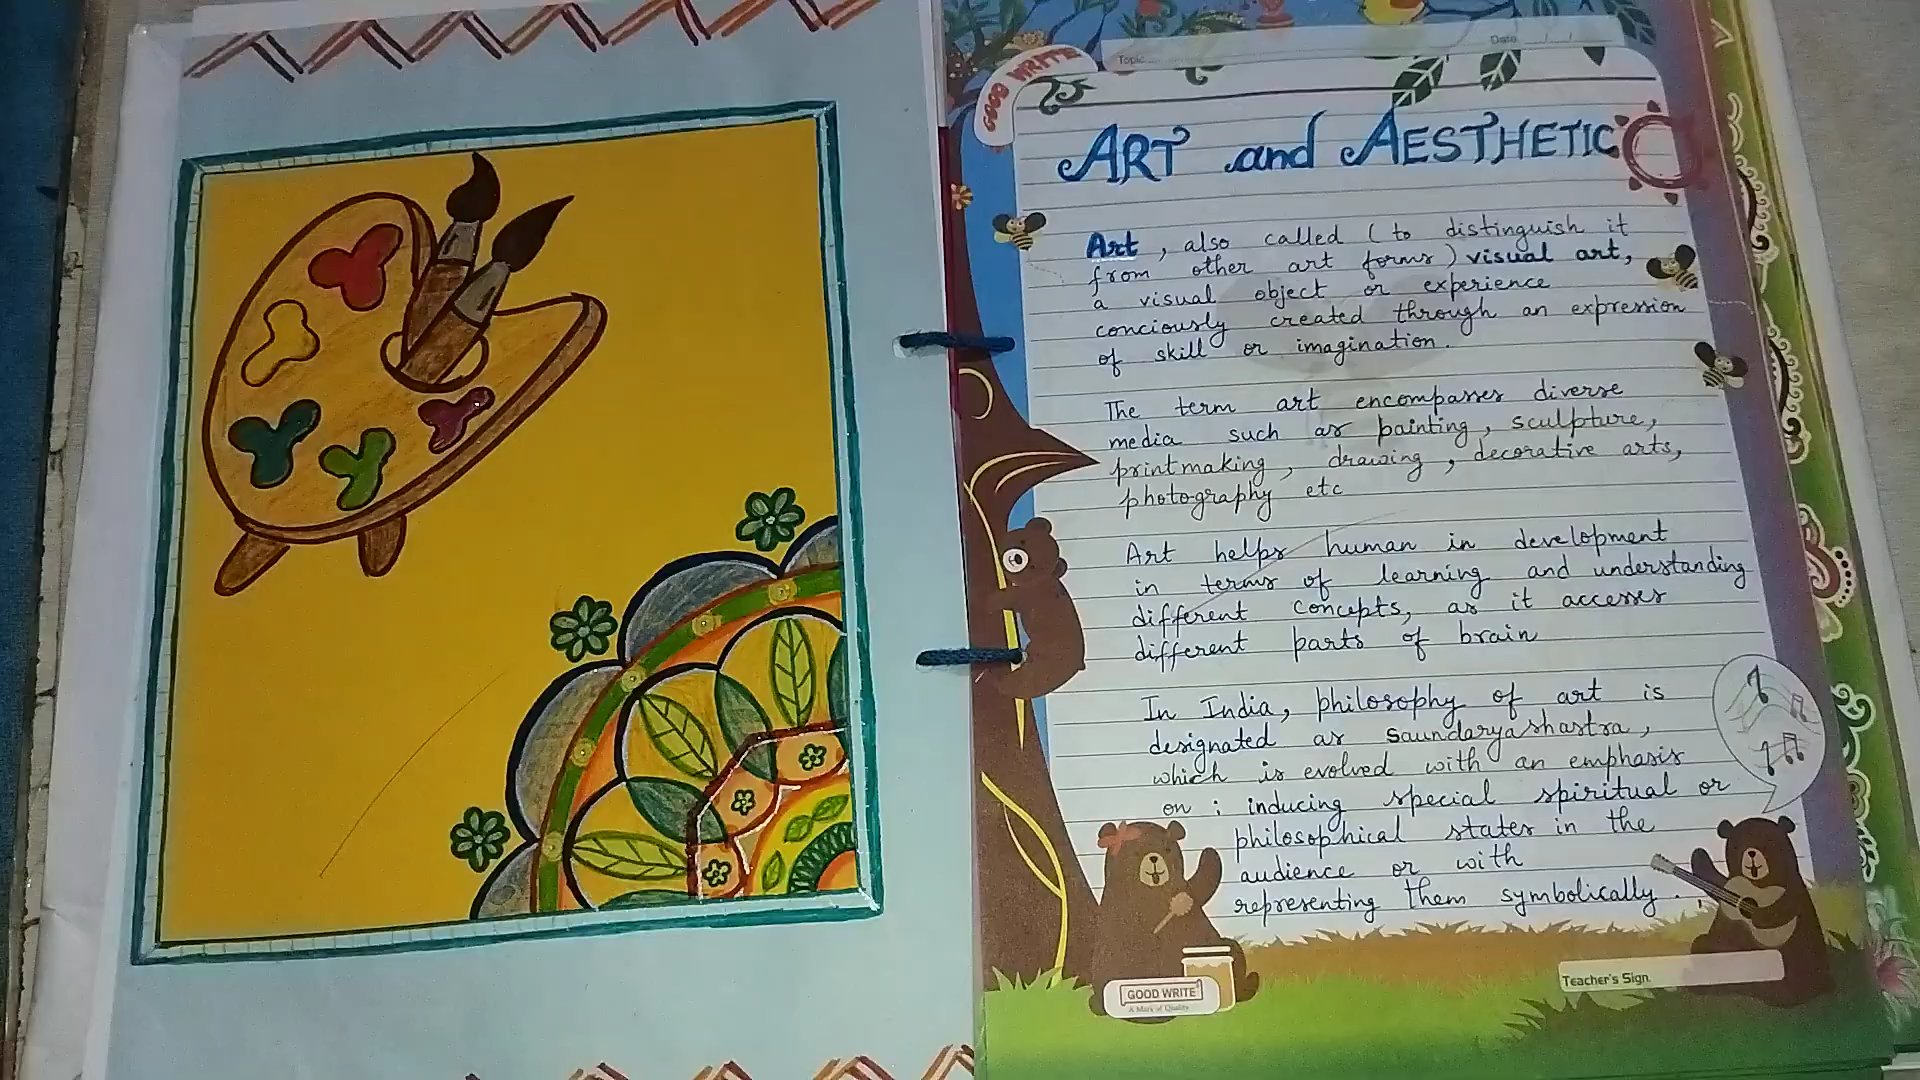 GOOD WRITE
Topic
Date
ART and AESTHETIC
Art, also called (to distinguish it
from other art forms) visual art,
a visual object or experience
conciously created through an expression
of skill or imagination.
The term art encompasses diverse
media such as painting, sculpture,
printmaking, drawing, decorative arts,
photography etc
Art helps human in development
in terms of learning and understanding
different concepts, as it accesses
different parts of brain
In India, philosophy of art is
designated as Saundaryashastra,
which is evolved with an emphasis
on ; inducing special spiritual or
philosophical states in the
audience or with
representing them symbolically.
Teacher's Sign.
GOOD WRITE
A Mark of Quality